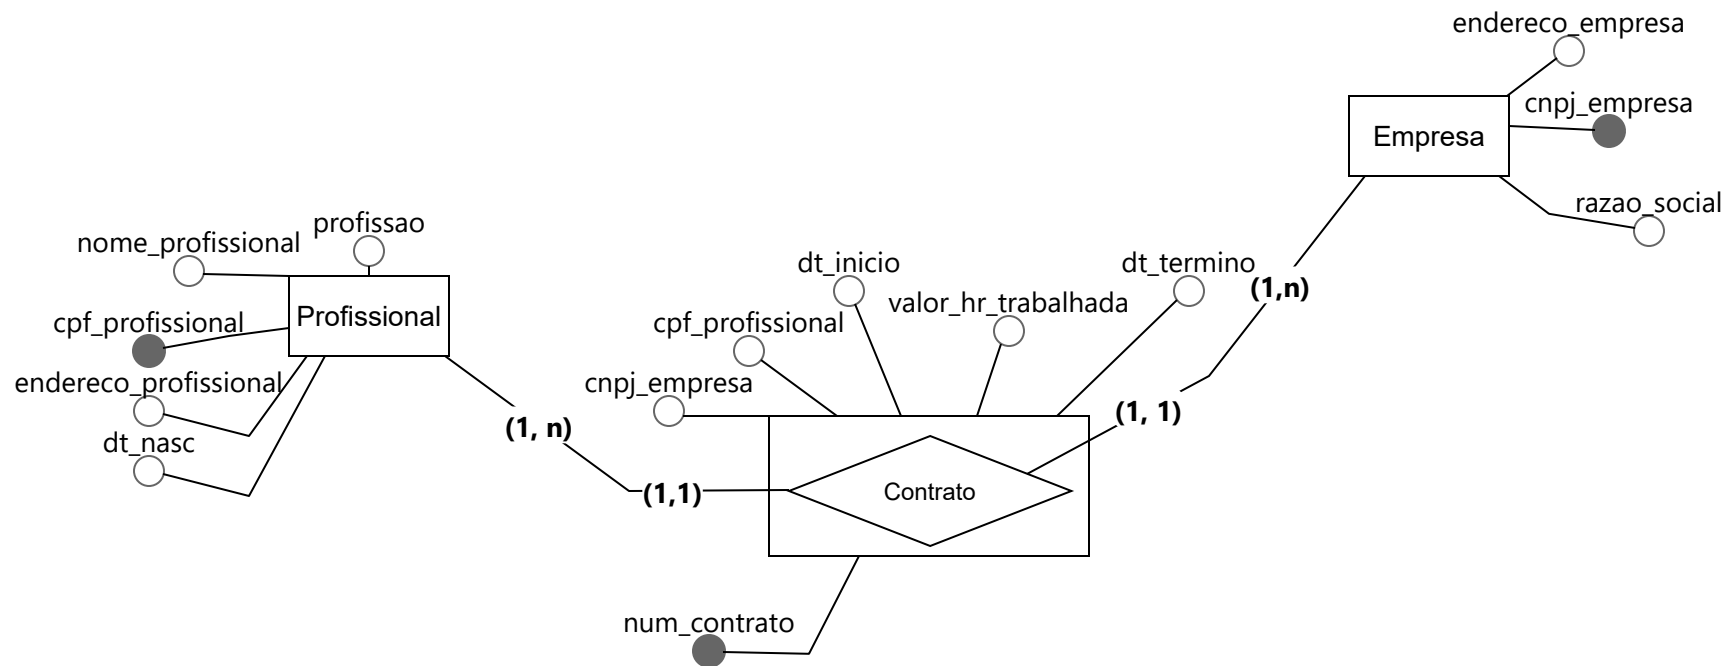 endereco_empresa
cnpj_empresa
Empresa
razao_social
profissao
nome_profissional
Profissional
cpf_profissional
endereco_profissional
dt_nasc
dt_inicio
dt_termino
(1,n)
valor_hr_trabalhada
cpf_profissional
cnpj_empresa
(1, 1)
(1, n)
(1,1)
Contrato
num_contrato